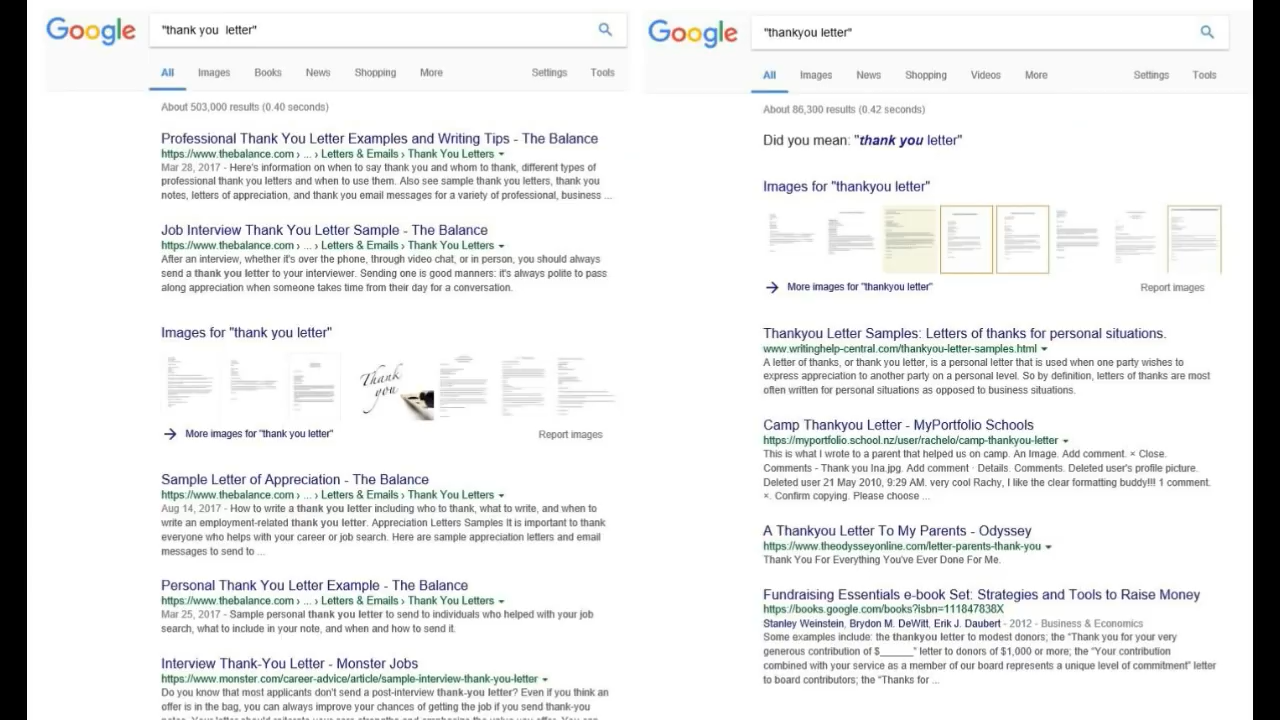 Google
"thank you  letter"
All Images Books News Shopping More Settings Tools
About 503,000 results (0.40 seconds)
Professional Thank You Letter Examples and Writing Tips - The Balance
https://www.thebalance.com › ... › Letters & Emails › Thank You Letters
Mar 28, 2017 - Here's information on when to say thank you and whom to thank, different types of
professional thank you letters and when to use them. Also see sample thank you letters, thank you
notes, letters of appreciation, and thank you email messages for a variety of professional, business ...
Job Interview Thank You Letter Sample - The Balance
https://www.thebalance.com › ... › Letters & Emails › Thank You Letters
After an interview, whether it's over the phone, through video chat, or in person, you should always
send a thank you letter to your interviewer. Sending one is good manners: it's always polite to pass
along appreciation when someone takes time from their day for a conversation.
Images for "thank you letter"
Thank
you
More images for "thank you letter" Report images
Sample Letter of Appreciation - The Balance
https://www.thebalance.com › ... › Letters & Emails › Thank You Letters
Aug 14, 2017 - How to write a thank you letter including who to thank, what to write, and when to
write an employment-related thank you letter. Appreciation Letters Samples It is important to thank
everyone who helps with your career or job search. Here are sample appreciation letters and email
messages to send to ...
Personal Thank You Letter Example - The Balance
https://www.thebalance.com › ... › Letters & Emails › Thank You Letters
Mar 25, 2017 - Sample personal thank you letter to send to individuals who helped with your job
search, what to include in your note, and when and how to send it.
Interview Thank-You Letter - Monster Jobs
https://www.monster.com/career-advice/article/sample-interview-thank-you-letter
Do you know that most applicants don't send a post-interview thank-you letter? Even if you think an
offer is in the bag, you can always improve your chances of getting the job if you send thank-you
Google
"thankyou letter"
All Images News Shopping Videos More Settings Tools
About 86,300 results (0.42 seconds)
Did you mean: "thank you letter"
Images for "thankyou letter"
More images for "thankyou letter" Report images
Thankyou Letter Samples: Letters of thanks for personal situations.
www.writinghelp-central.com/thankyou-letter-samples.html
A letter of thanks, or thank you letter, is a personal letter that is used when one party wishes to
express appreciation to another party on a personal level. So by definition, letters of thanks are most
often written for personal situations as opposed to business situations.
Camp Thankyou Letter - MyPortfolio Schools
https://myportfolio.school.nz/user/rachelo/camp-thankyou-letter
This is what I wrote to a parent that helped us on camp. An Image. Add comment. × Close.
Comments - Thank you Ina.jpg. Add comment · Details. Comments. Deleted user's profile picture.
Deleted user 21 May 2010, 9:29 AM. very cool Rachy, I like the clear formatting buddy!!! 1 comment.
×. Confirm copying. Please choose ...
A Thankyou Letter To My Parents - Odyssey
https://www.theodysseyonline.com/letter-parents-thank-you
Thank You For Everything You've Ever Done For Me.
Fundraising Essentials e-book Set: Strategies and Tools to Raise Money
https://books.google.com/books?isbn=111847838X
Stanley Weinstein, Brydon M. DeWitt, Erik J. Daubert - 2012 - Business & Economics
Some examples include: the thankyou letter to modest donors; the "Thank you for your very
generous contribution of $______" letter to donors of $1,000 or more; the "Your contribution
combined with your service as a member of our board represents a unique level of commitment" letter
to board contributors; the "Thanks for ...